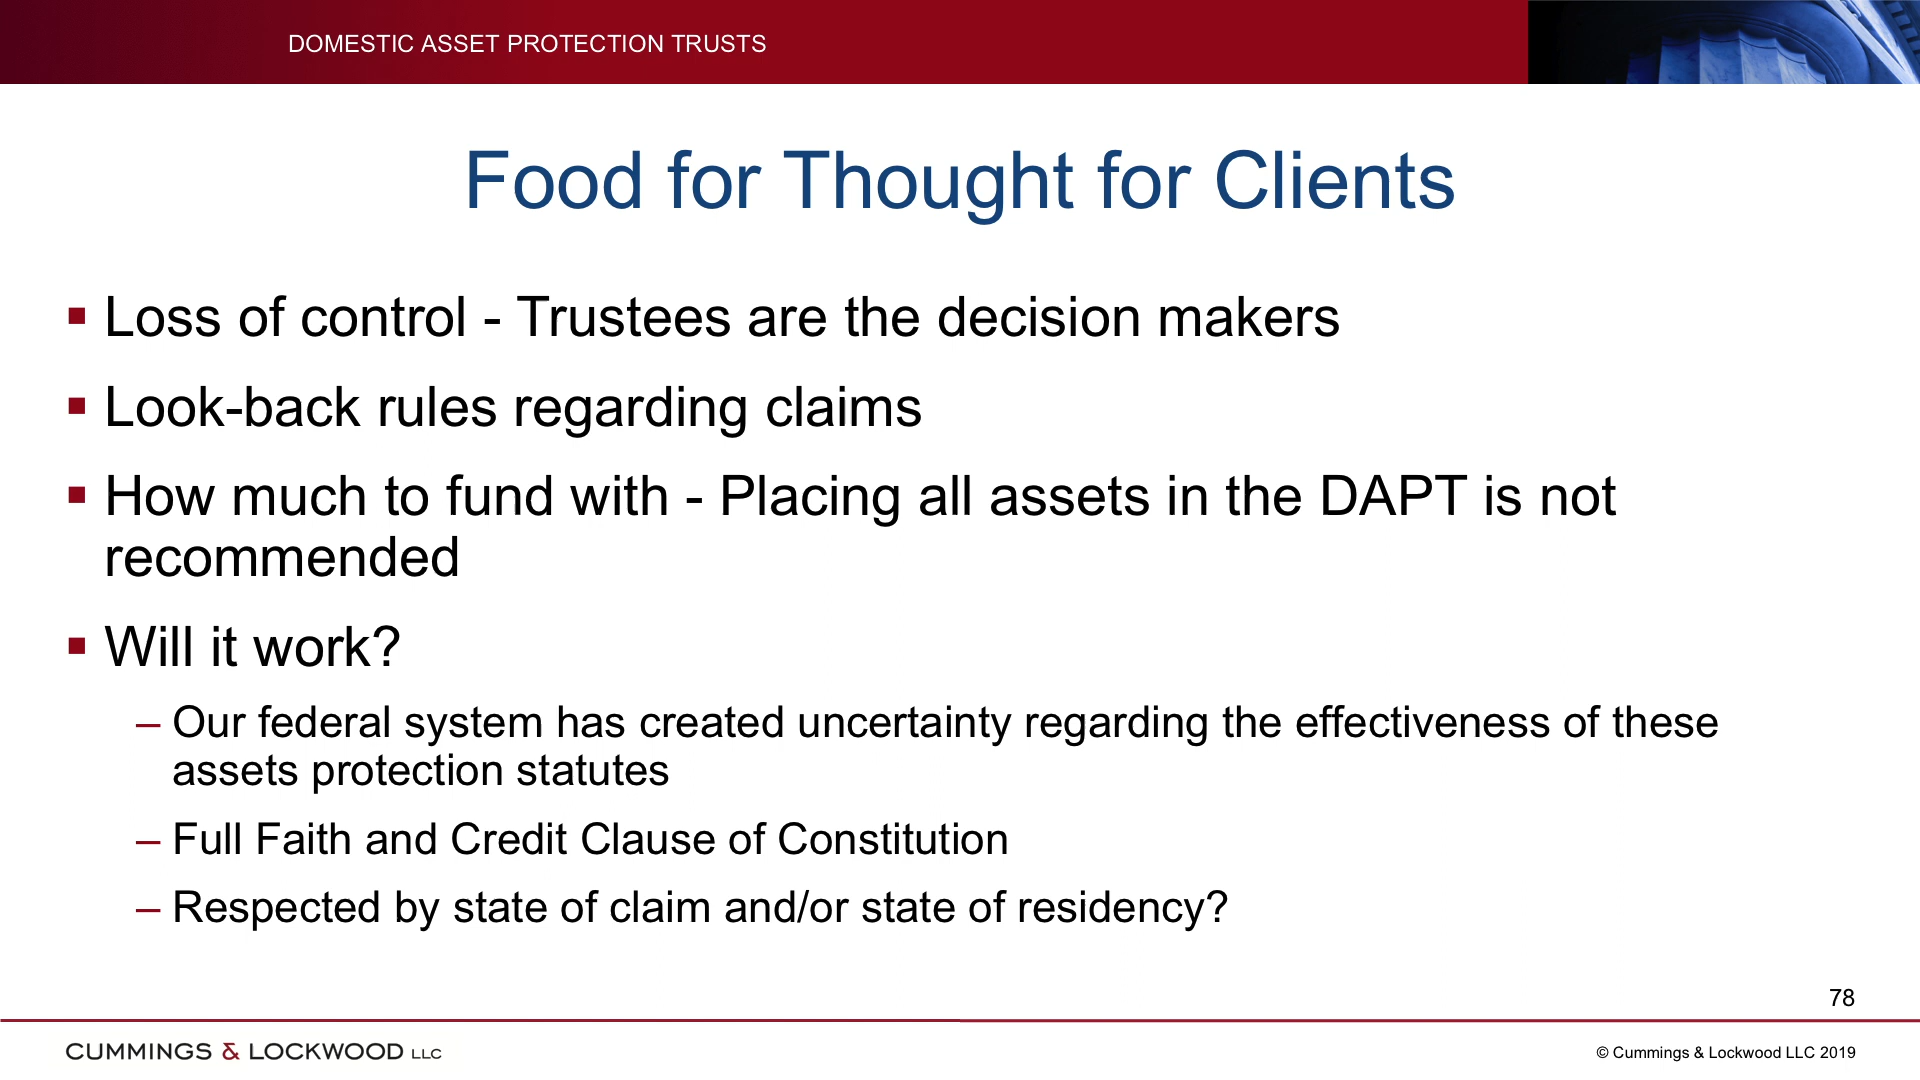 DOMESTIC ASSET PROTECTION TRUSTS
Food for Thought for Clients
▪ Loss of control - Trustees are the decision makers
▪ Look-back rules regarding claims
▪ How much to fund with - Placing all assets in the DAPT is not
recommended
▪ Will it work?
– Our federal system has created uncertainty regarding the effectiveness of these
assets protection statutes
– Full Faith and Credit Clause of Constitution
– Respected by state of claim and/or state of residency?
78
CUMMINGS & LOCKWOOD LLC
© Cummings & Lockwood LLC 2019